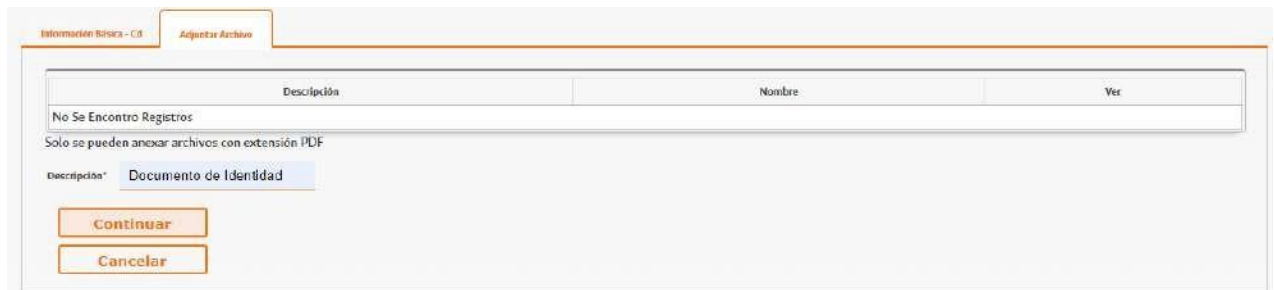 Información Básica - Cd Adjuntar Archivo
Descripción Nombre Ver
No Se Encontro Registros
Solo se pueden anexar archivos con extensión PDF
Descripción* Documento de Identidad
Continuar
Cancelar